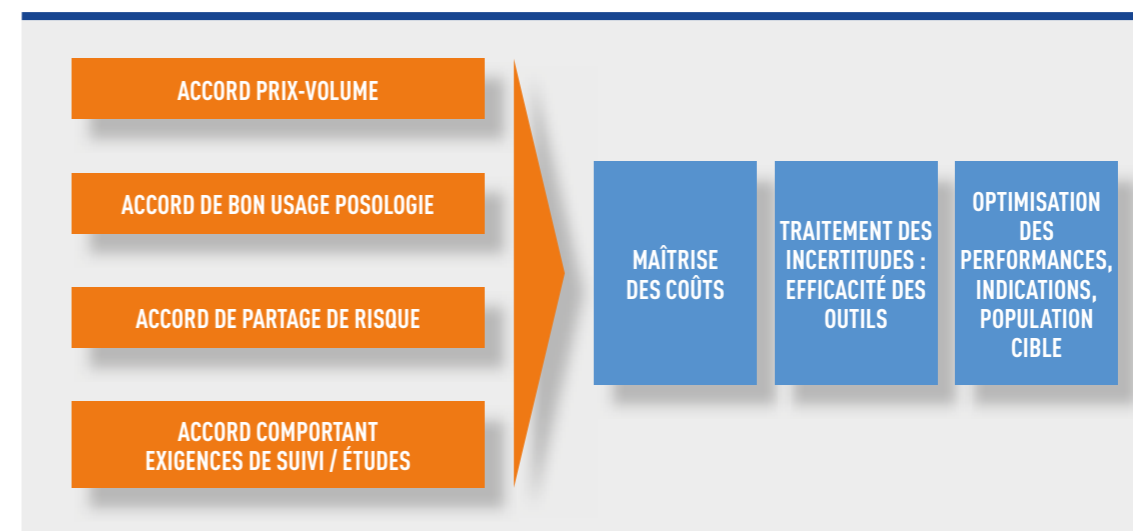 ACCORD PRIX-VOLUME
ACCORD DE BON USAGE POSOLOGIE
ACCORD DE PARTAGE DE RISQUE
ACCORD COMPORTANT
EXIGENCES DE SUIVI / ÉTUDES
MAÎTRISE
DES COÛTS
TRAITEMENT DES
INCERTITUDES :
EFFICACITÉ DES
OUTILS
OPTIMISATION
DES
PERFORMANCES,
INDICATIONS,
POPULATION
CIBLE